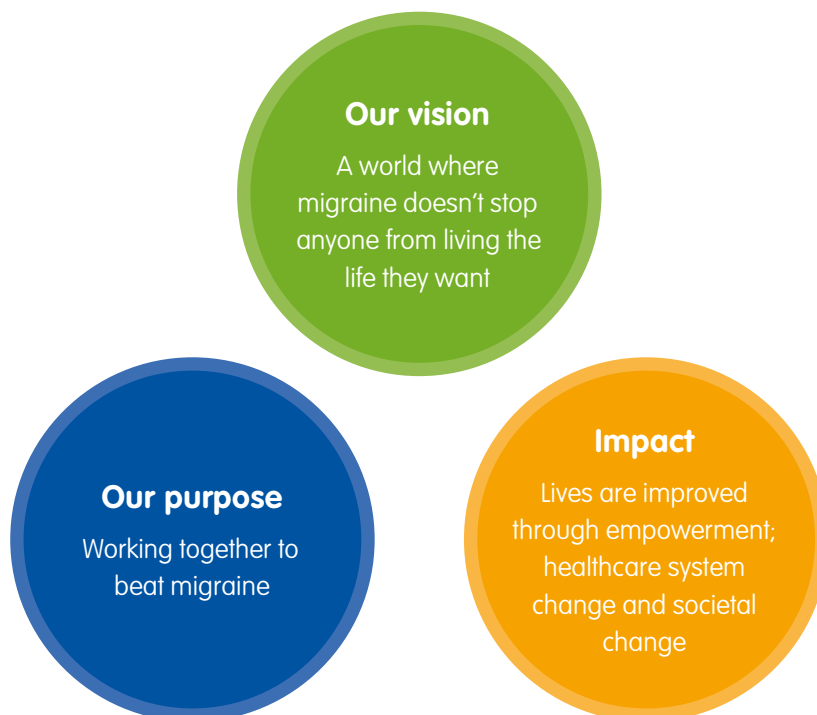 Our vision
A world where
migraine doesn't stop
anyone from living the
life they want
Our purpose
Working together to
beat migraine
Impact
Lives are improved
through empowerment;
healthcare system
change and societal
change